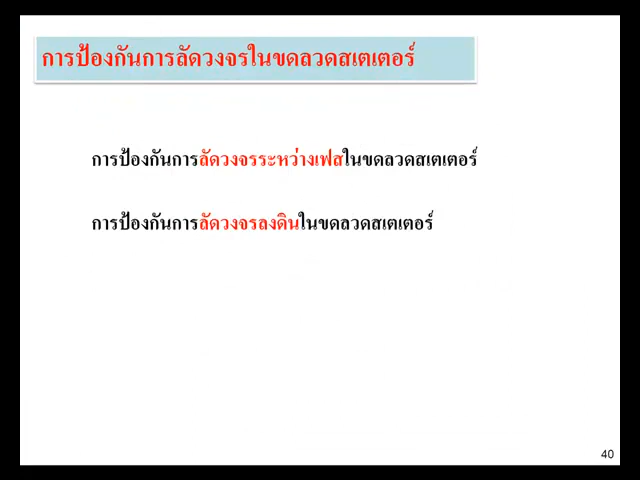 การป้องกันการลัดวงจรในขดลวดสเตเตอร์
การป้องกันการลัดวงจรระหว่างเฟสในขดลวดสเตเตอร์
การป้องกันการลัดวงจรลงดินในขดลวดสเตเตอร์
40